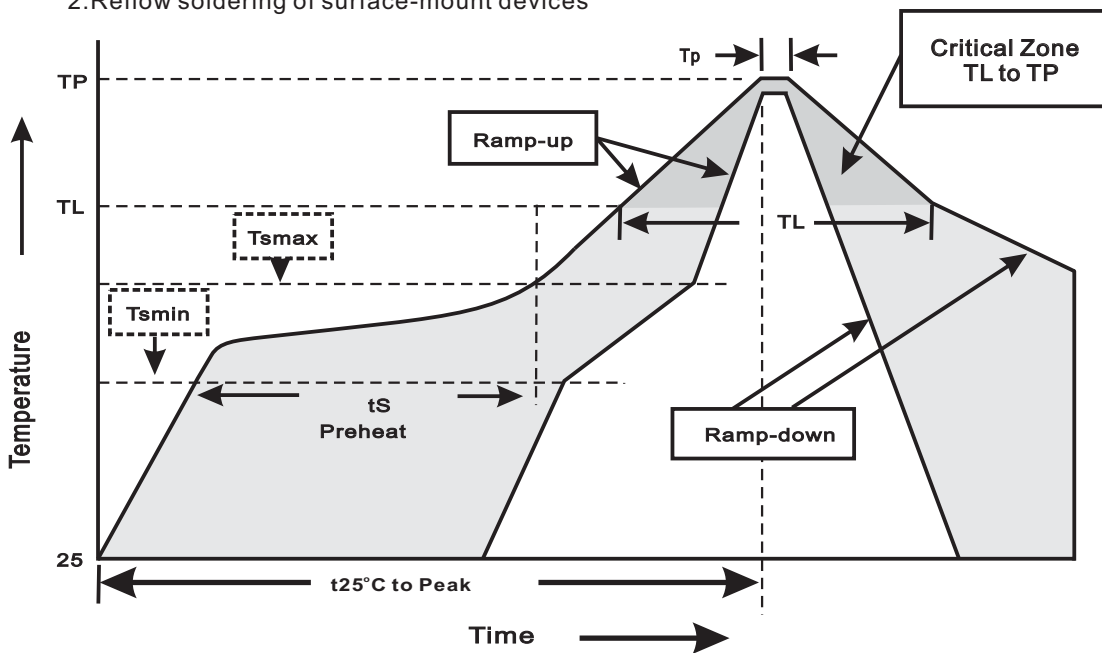 2.Reflow soldering of surface-mount devices
Tp
Critical Zone
TL to TP
TP
Ramp-up
TL
TL
Tsmax
Tsmin
tS
Preheat
Ramp-down
Temperature
25
t25°C to Peak
Time